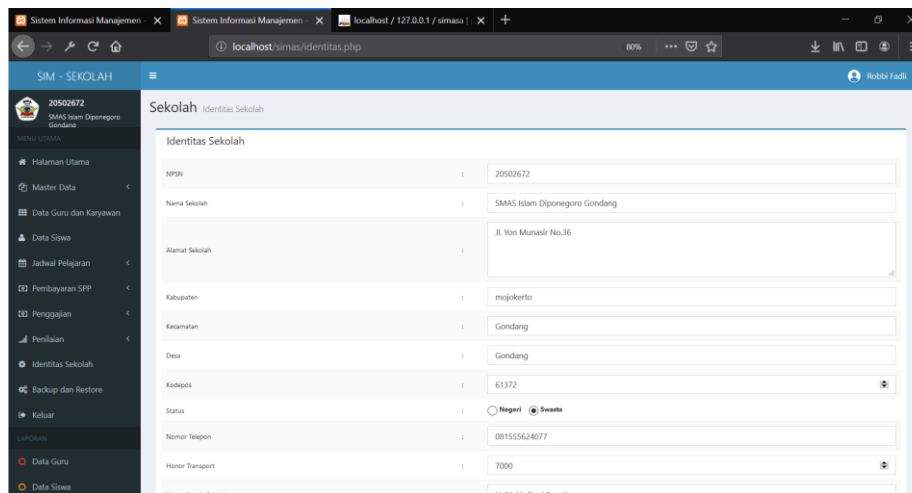 Sistem Informasi Manajemen -
Sistem Informasi Manajemen -
localhost / 127.0.0.1 / simasa |
localhost/simas/identitas.php
80%
SIM - SEKOLAH
Robbi Fadli
20502672
SMAS Islam Diponegoro
Gondang
MENU UTAMA
Halaman Utama
Master Data
Data Guru dan Karyawan
Data Siswa
Jadwal Pelajaran
Pembayaran SPP
Penggajian
Penilaian
Identitas Sekolah
Backup dan Restore
Keluar
LAPORAN
Data Guru
Data Siswa
Sekolah Identitas Sekolah
Identitas Sekolah
NPSN : 20502672
Nama Sekolah : SMAS Islam Diponegoro Gondang
Alamat Sekolah : Jl. Yon Munasir No.36
Kabupaten : mojokerto
Kecamatan : Gondang
Desa : Gondang
Kodepos : 61372
Status : Negeri Swasta
Nomor Telepon : 081555624077
Honor Transport : 7000